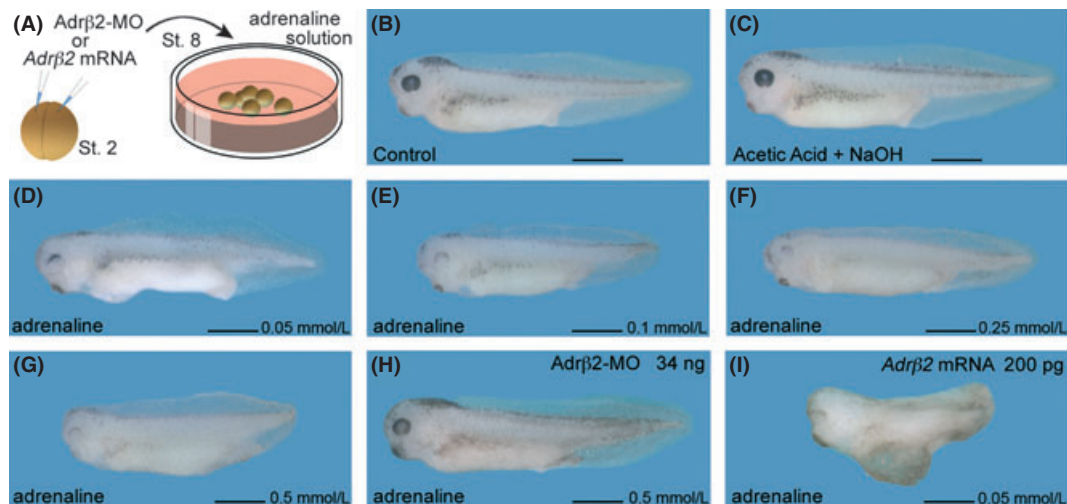 (A)
Adrβ2-MO
or
Adrβ2 mRNA
St. 8
adrenaline
solution
St. 2
(B)
Control
(C)
Acetic Acid + NaOH
(D)
adrenaline
0.05 mmol/L
(E)
adrenaline
0.1 mmol/L
(F)
adrenaline
0.25 mmol/L
(G)
adrenaline
0.5 mmol/L
(H)
Adrβ2-MO 34 ng
adrenaline
0.5 mmol/L
(I)
Adrβ2 mRNA 200 pg
adrenaline
0.05 mmol/L